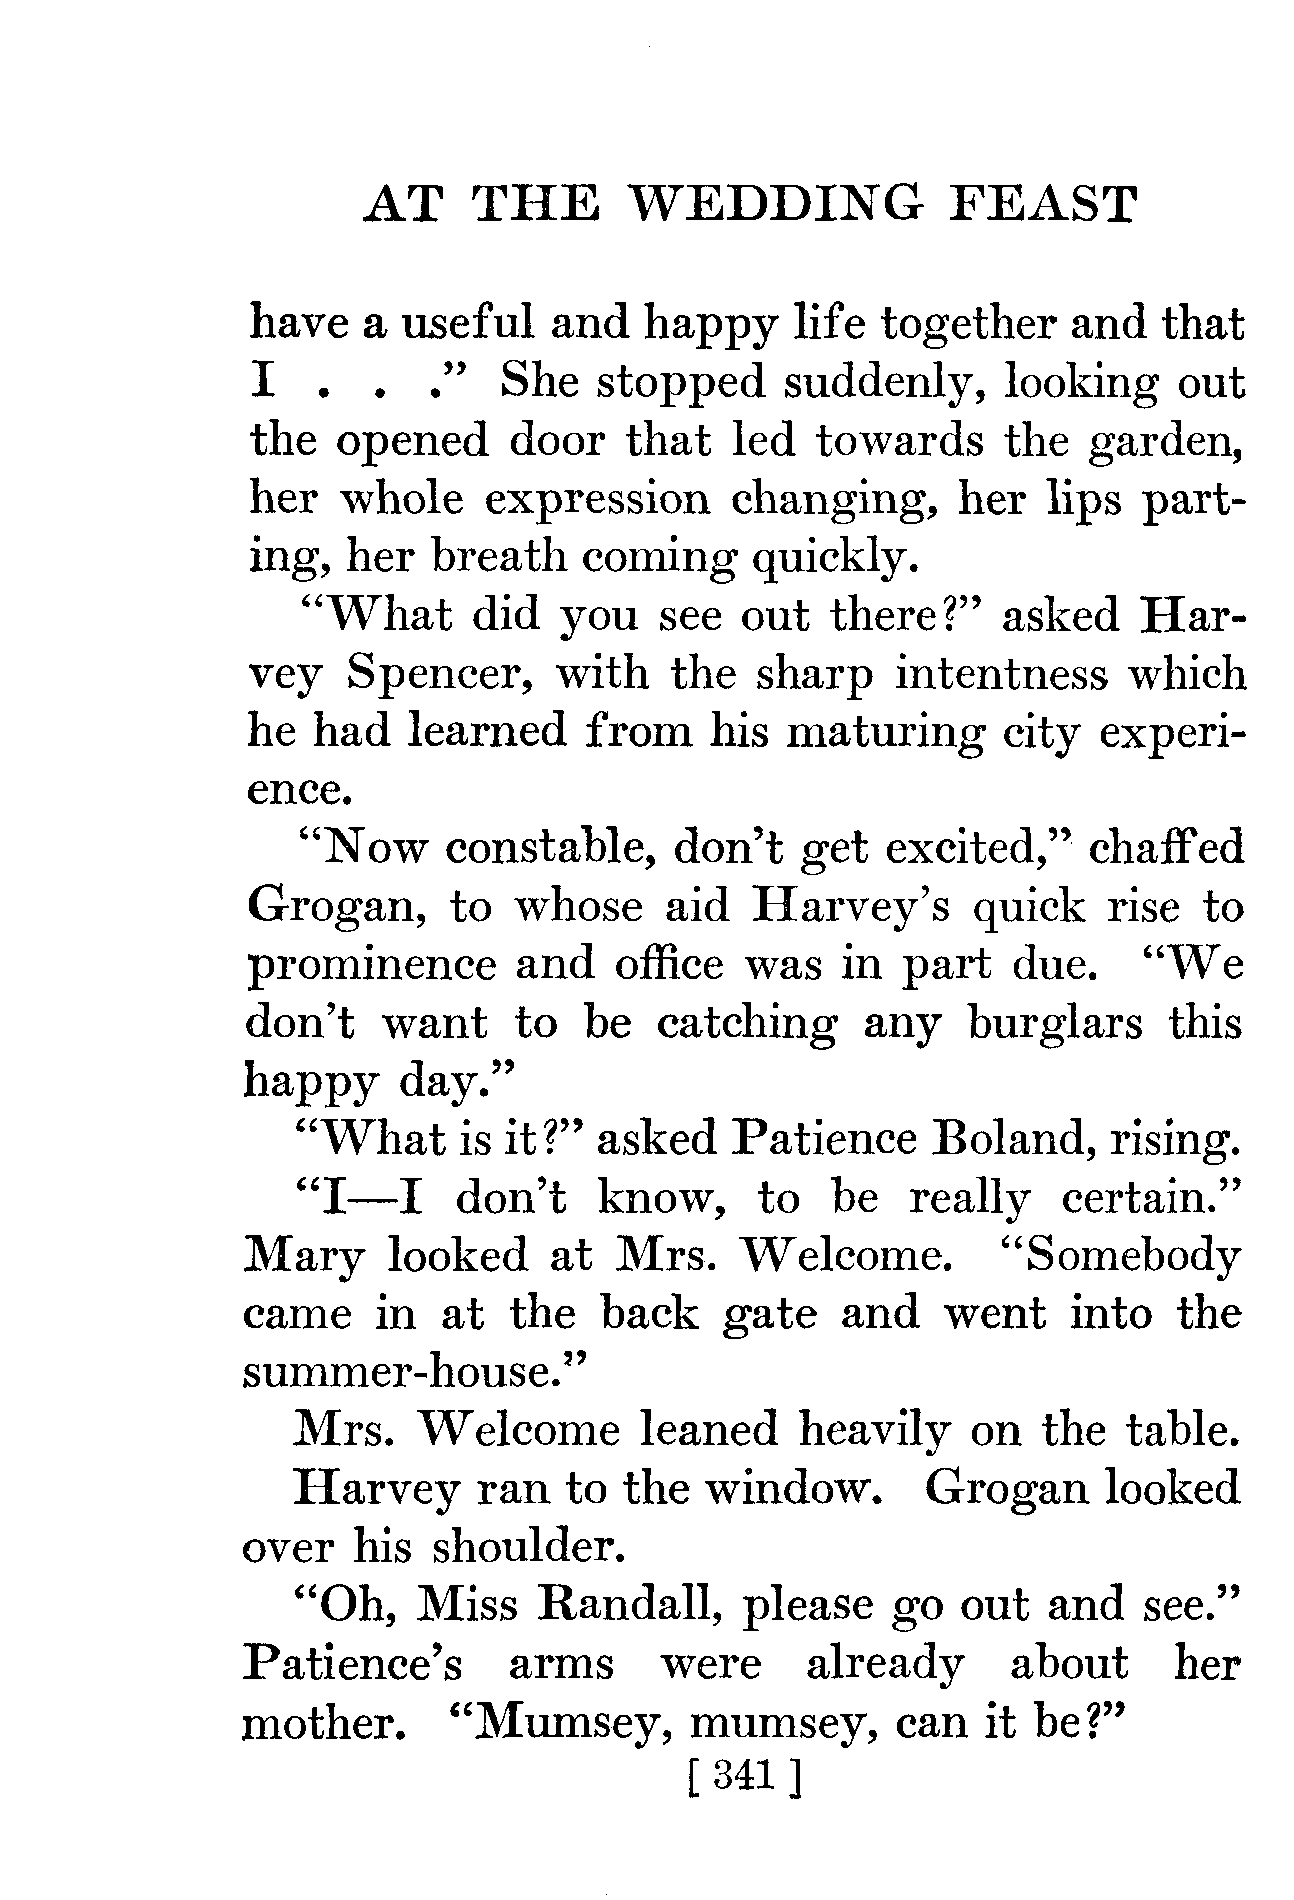 AT THE WEDDING FEAST
have a useful and happy life together and that
I . . .” She stopped suddenly, looking out
the opened door that led towards the garden,
her whole expression changing, her lips part-
ing, her breath coming quickly.
“What did you see out there?” asked Har-
vey Spencer, with the sharp intentness which
he had learned from his maturing city experi-
ence.
“Now constable, don’t get excited,” chaffed
Grogan, to whose aid Harvey’s quick rise to
prominence and office was in part due. “We
don’t want to be catching any burglars this
happy day.”
“What is it?” asked Patience Boland, rising.
“I—I don’t know, to be really certain.”
Mary looked at Mrs. Welcome. “Somebody
came in at the back gate and went into the
summer-house.”
Mrs. Welcome leaned heavily on the table.
Harvey ran to the window. Grogan looked
over his shoulder.
“Oh, Miss Randall, please go out and see.”
Patience’s arms were already about her
mother. “Mumsey, mumsey, can it be?”
[ 341 ]